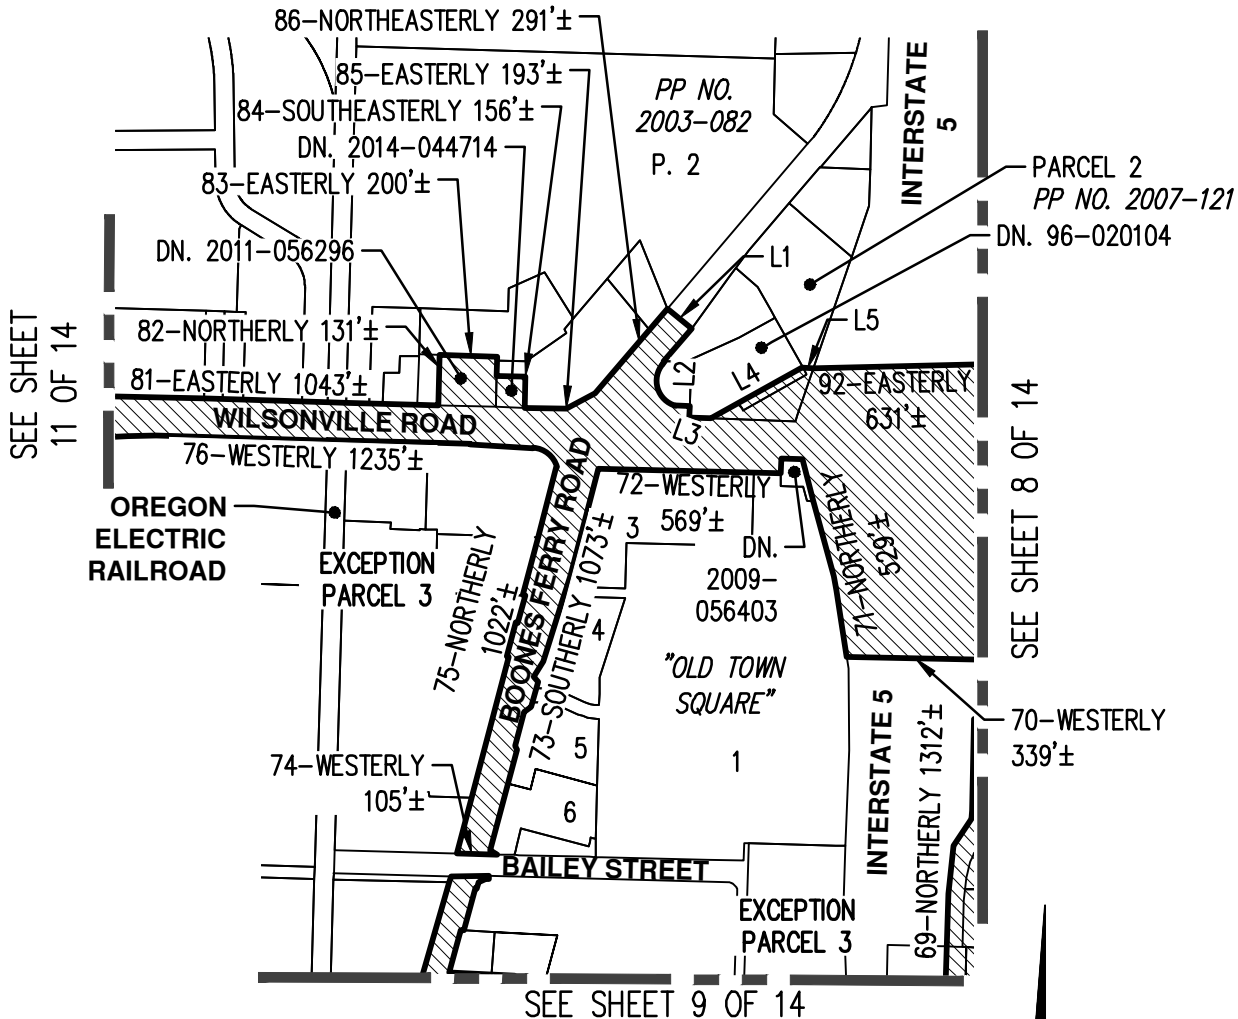 86-NORTHEASTERLY 291'±
85-EASTERLY 193'±
84-SOUTHEASTERLY 156'±
DN. 2014-044714
83-EASTERLY 200'±
DN. 2011-056296
82-NORTHERLY 131'±
81-EASTERLY 1043'±
WILSONVILLE ROAD
76-WESTERLY 1235'±
SEE SHEET
11 OF 14
OREGON
ELECTRIC
RAILROAD
EXCEPTION
PARCEL 3
PP NO.
2003-082
P. 2
INTERSTATE
5
PARCEL 2
PP NO. 2007-121
DN. 96-020104
L1
L2
L3
L4
L5
92-EASTERLY
631'±
SEE SHEET 8 OF 14
72-WESTERLY
569'±
71-NORTHERLY
529'±
DN.
2009-
056403
3
4
5
6
1
"OLD TOWN
SQUARE"
75-NORTHERLY
1022'±
BOONES FERRY ROAD
73-SOUTHERLY 1073'±
74-WESTERLY
105'±
BAILEY STREET
INTERSTATE 5
69-NORTHERLY 1312'±
70-WESTERLY
339'±
EXCEPTION
PARCEL 3
SEE SHEET 9 OF 14